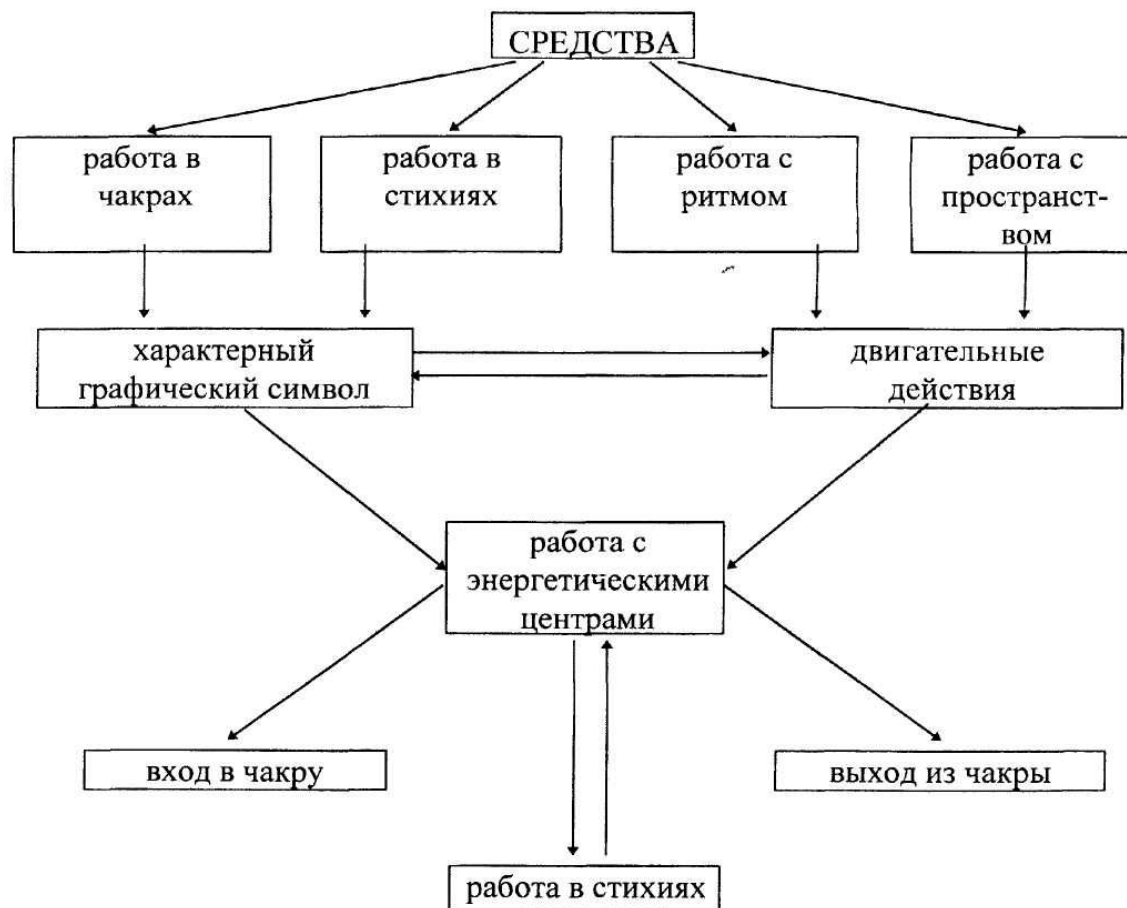 СРЕДСТВА
работа в
чакрах
работа в
стихиях
работа с
ритмом
работа с
пространст-
вом
характерный
графический символ
двигательные
действия
работа с
энергетическими
центрами
вход в чакру
выход из чакры
работа в стихиях